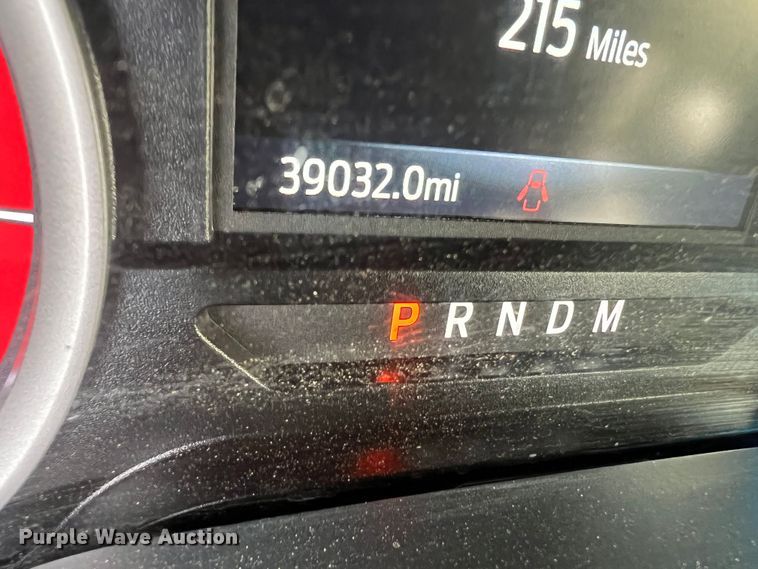 215 Miles
39032.0mi
P R N D M
Purple Wave Auction